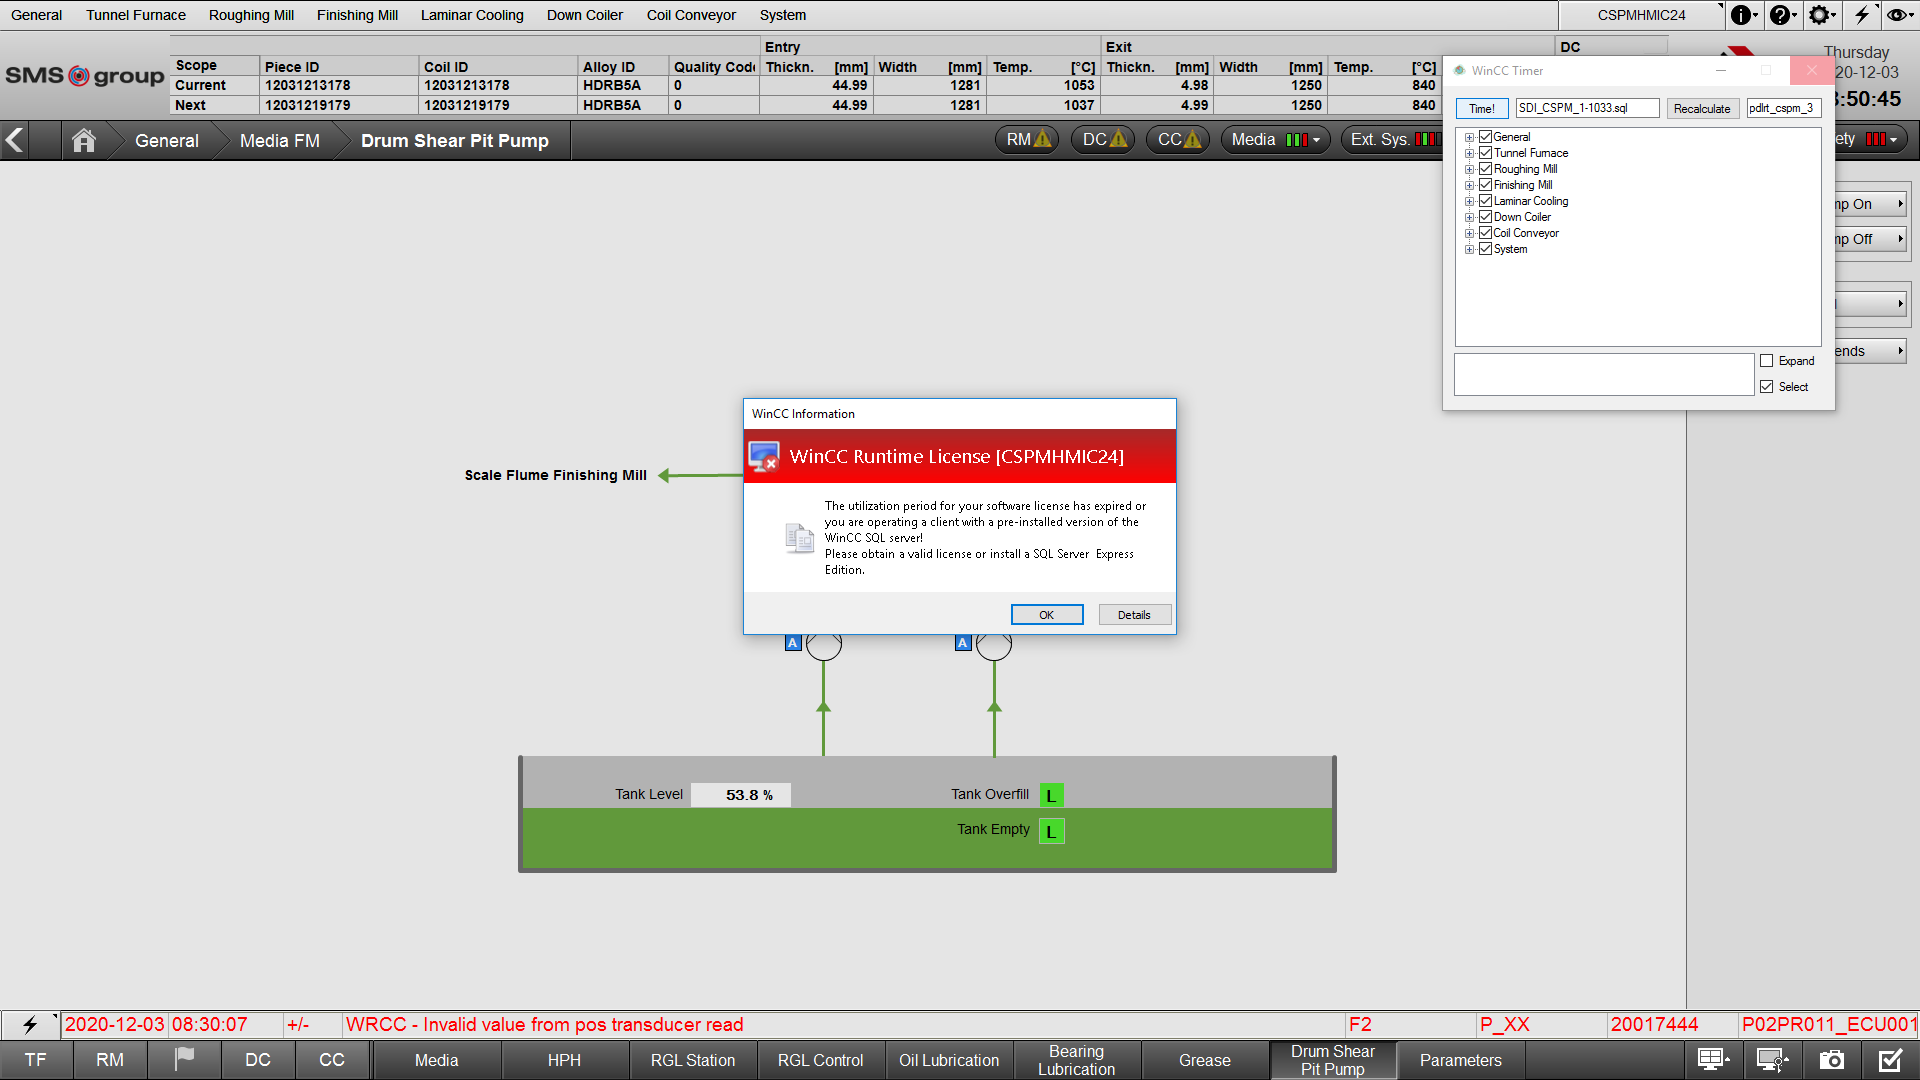 General Tunnel Furnace Roughing Mill Finishing Mill Laminar Cooling Down Coiler Coil Conveyor System CSPMHMIC24
SMS group
Entry Exit DC
Scope Piece ID Coil ID Alloy ID Quality Code Thickn. [mm] Width [mm] Temp. [°C] Thickn. [mm] Width [mm] Temp. [°C]
Current 12031213178 12031213178 HDRB5A 0 44.99 1281 1053 4.98 1250 840
Next 12031219179 12031219179 HDRB5A 0 44.99 1281 1037 4.99 1250 840
Thursday
20-12-03
:50:45
General Media FM Drum Shear Pit Pump RM DC CC Media Ext. Sys. ety
WinCC Timer
Time! SDI_CSPM_1-1033.sql Recalculate pdlrt_cspm_3
General
Tunnel Furnace
Roughing Mill
Finishing Mill
Laminar Cooling
Down Coiler
Coil Conveyor
System
Expand
Select
mp On
mp Off
ends
WinCC Information
WinCC Runtime License [CSPMHMIC24]
The utilization period for your software license has expired or
you are operating a client with a pre-installed version of the
WinCC SQL server!
Please obtain a valid license or install a SQL Server Express
Edition.
OK Details
Scale Flume Finishing Mill
A A
Tank Level 53.8 % Tank Overfill L
Tank Empty L
2020-12-03 08:30:07 +/- WRCC - Invalid value from pos transducer read F2 P_XX 20017444 P02PR011_ECU001
TF RM DC CC Media HPH RGL Station RGL Control Oil Lubrication Bearing Lubrication Grease Drum Shear Pit Pump Parameters